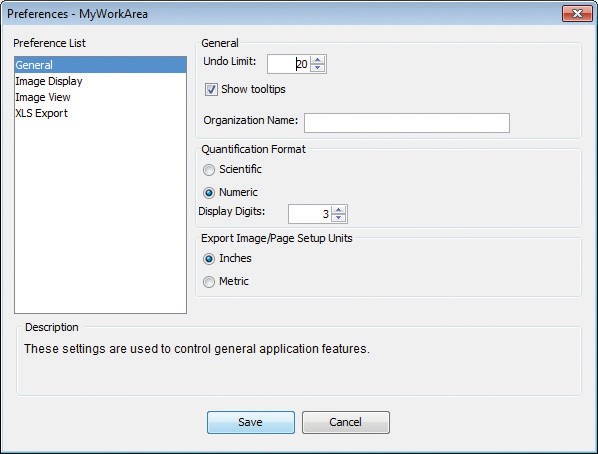 Preferences - MyWorkArea
Preference List
General
Image Display
Image View
XLS Export
General
Undo Limit: 20
Show tooltips
Organization Name:
Quantification Format
Scientific
Numeric
Display Digits: 3
Export Image/Page Setup Units
Inches
Metric
Description
These settings are used to control general application features.
Save Cancel